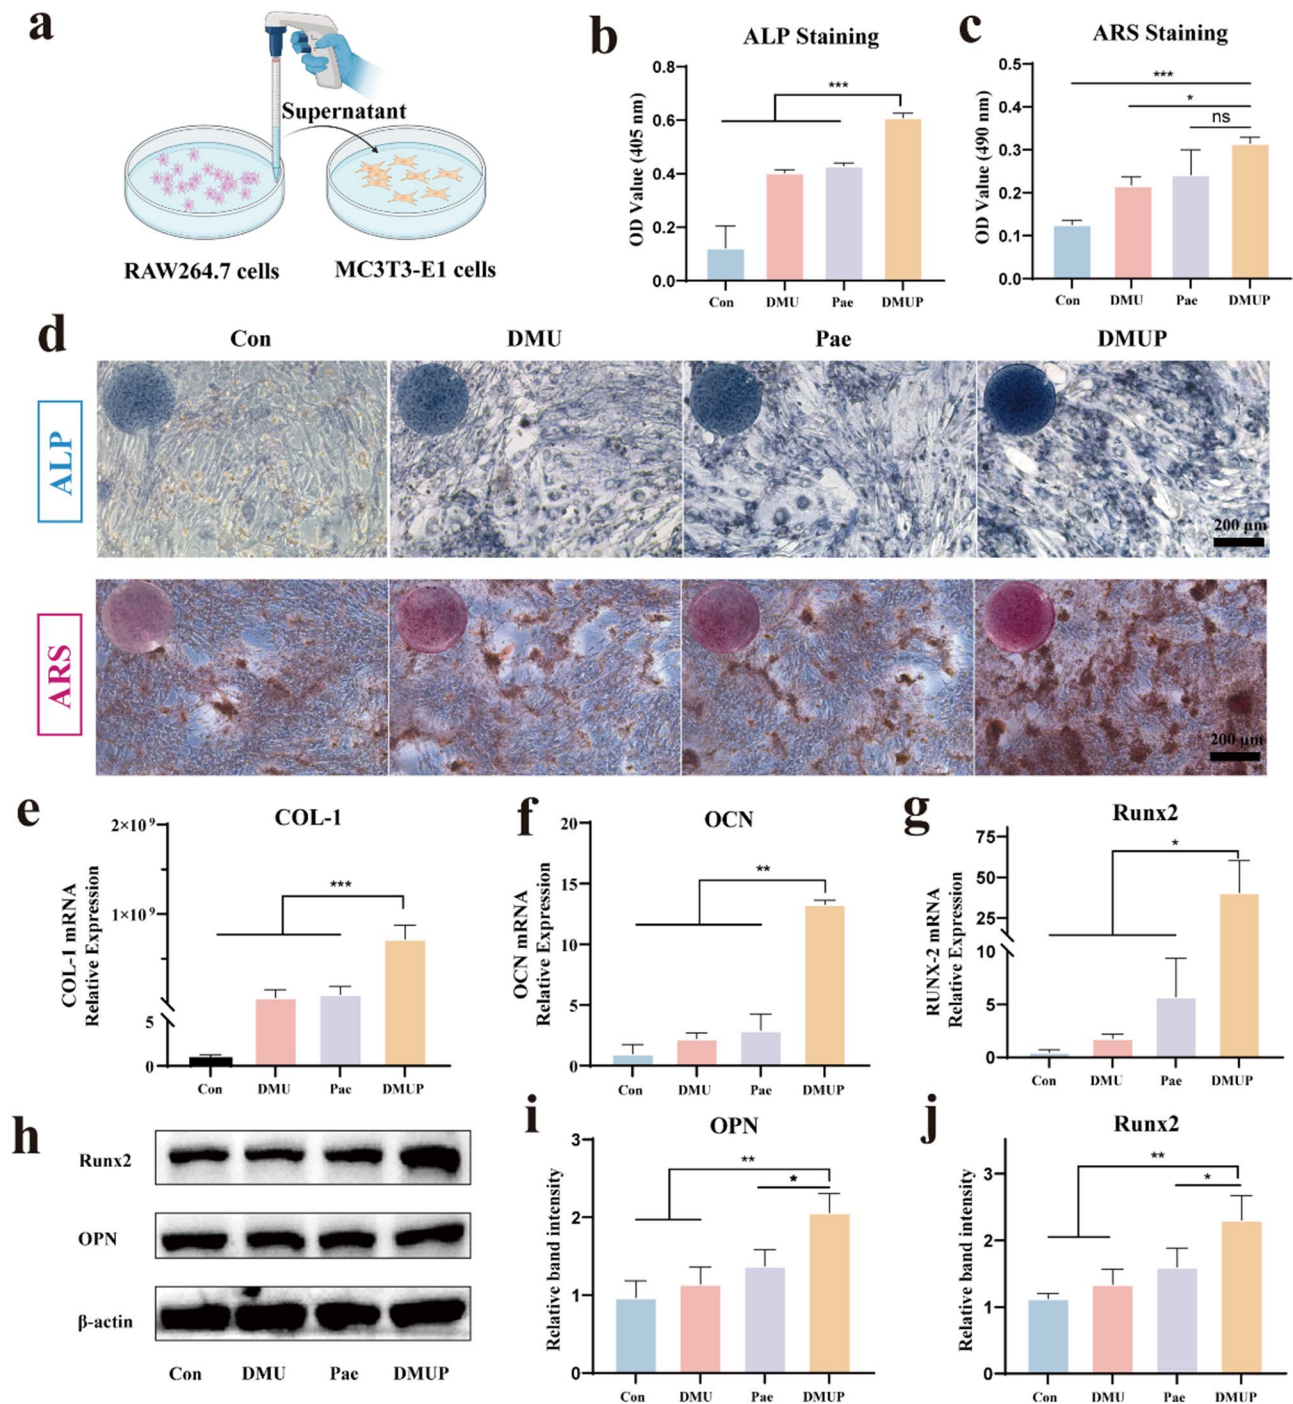 a
Supernatant
RAW264.7 cells
MC3T3-E1 cells
b
ALP Staining
OD Value (405 nm)
0.8
0.6
0.4
0.2
0.0
***
Con
DMU
Pae
DMUP
c
ARS Staining
OD Value (490 nm)
0.5
0.4
0.3
0.2
0.1
0.0
***
*
ns
Con
DMU
Pae
DMUP
d
Con
DMU
Pae
DMUP
ALP
200 μm
ARS
200 μm
e
COL-1
COL-1 mRNA
Relative Expression
2×10⁹
1×10⁹
5
0
***
Con
DMU
Pae
DMUP
f
OCN
OCN mRNA
Relative Expression
20
15
10
5
0
**
Con
DMU
Pae
DMUP
g
Runx2
RUNX-2 mRNA
Relative Expression
75
50
25
10
5
0
*
Con
DMU
Pae
DMUP
h
Runx2
OPN
β-actin
Con
DMU
Pae
DMUP
i
OPN
Relative band intensity
3
2
1
0
**
*
Con
DMU
Pae
DMUP
j
Runx2
Relative band intensity
3
2
1
0
**
*
Con
DMU
Pae
DMUP